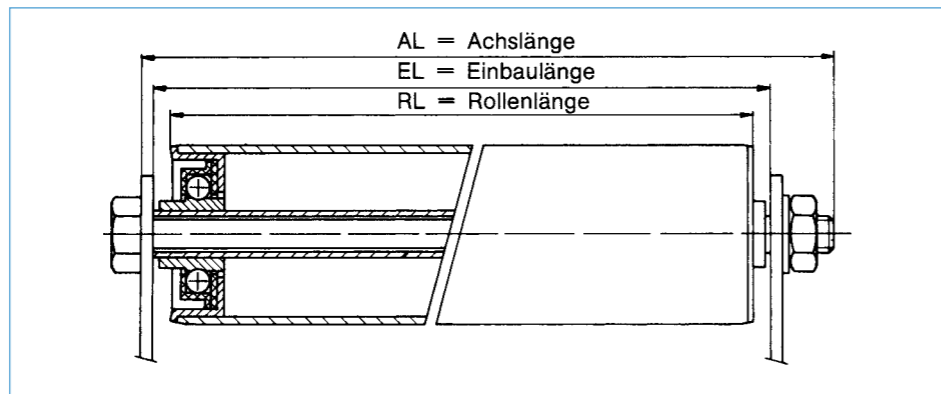 AL = Achslänge
EL = Einbaulänge
RL = Rollenlänge